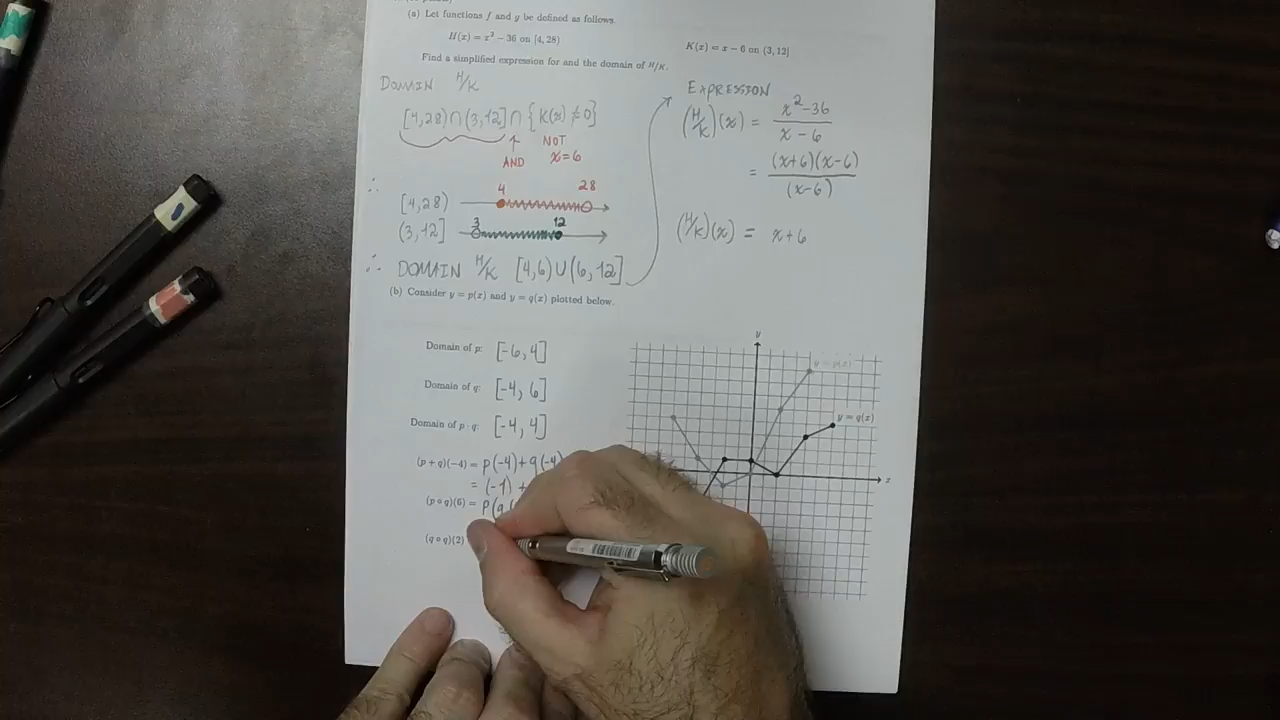 (a) Let functions f and g be defined as follows.
H(x) = x² − 36 on [4, 28)
K(x) = x − 6 on (3, 12]
Find a simplified expression for and the domain of H/K.
DOMAIN H/K
[4,28)∩(3,12]∩{K(x)≠0}
AND
NOT
x=6
∴
4 28
[4,28)
3 12
(3,12]
∴ DOMAIN H/K [4,6)∪(6,12]
EXPRESSION
(H/K)(x) = x²−36 / x−6
= (x+6)(x−6) / (x−6)
(H/K)(x) = x+6
(b) Consider y = p(x) and y = q(x) plotted below.
Domain of p: [-6,4]
Domain of q: [-4,6]
Domain of p · q: [-4,4]
(p + q)(−4) = p(-4)+q(-4)
= (-1) +
(p ∘ q)(6) = p(q
(q ∘ q)(2)
y
y = p(x)
y = q(x)
x